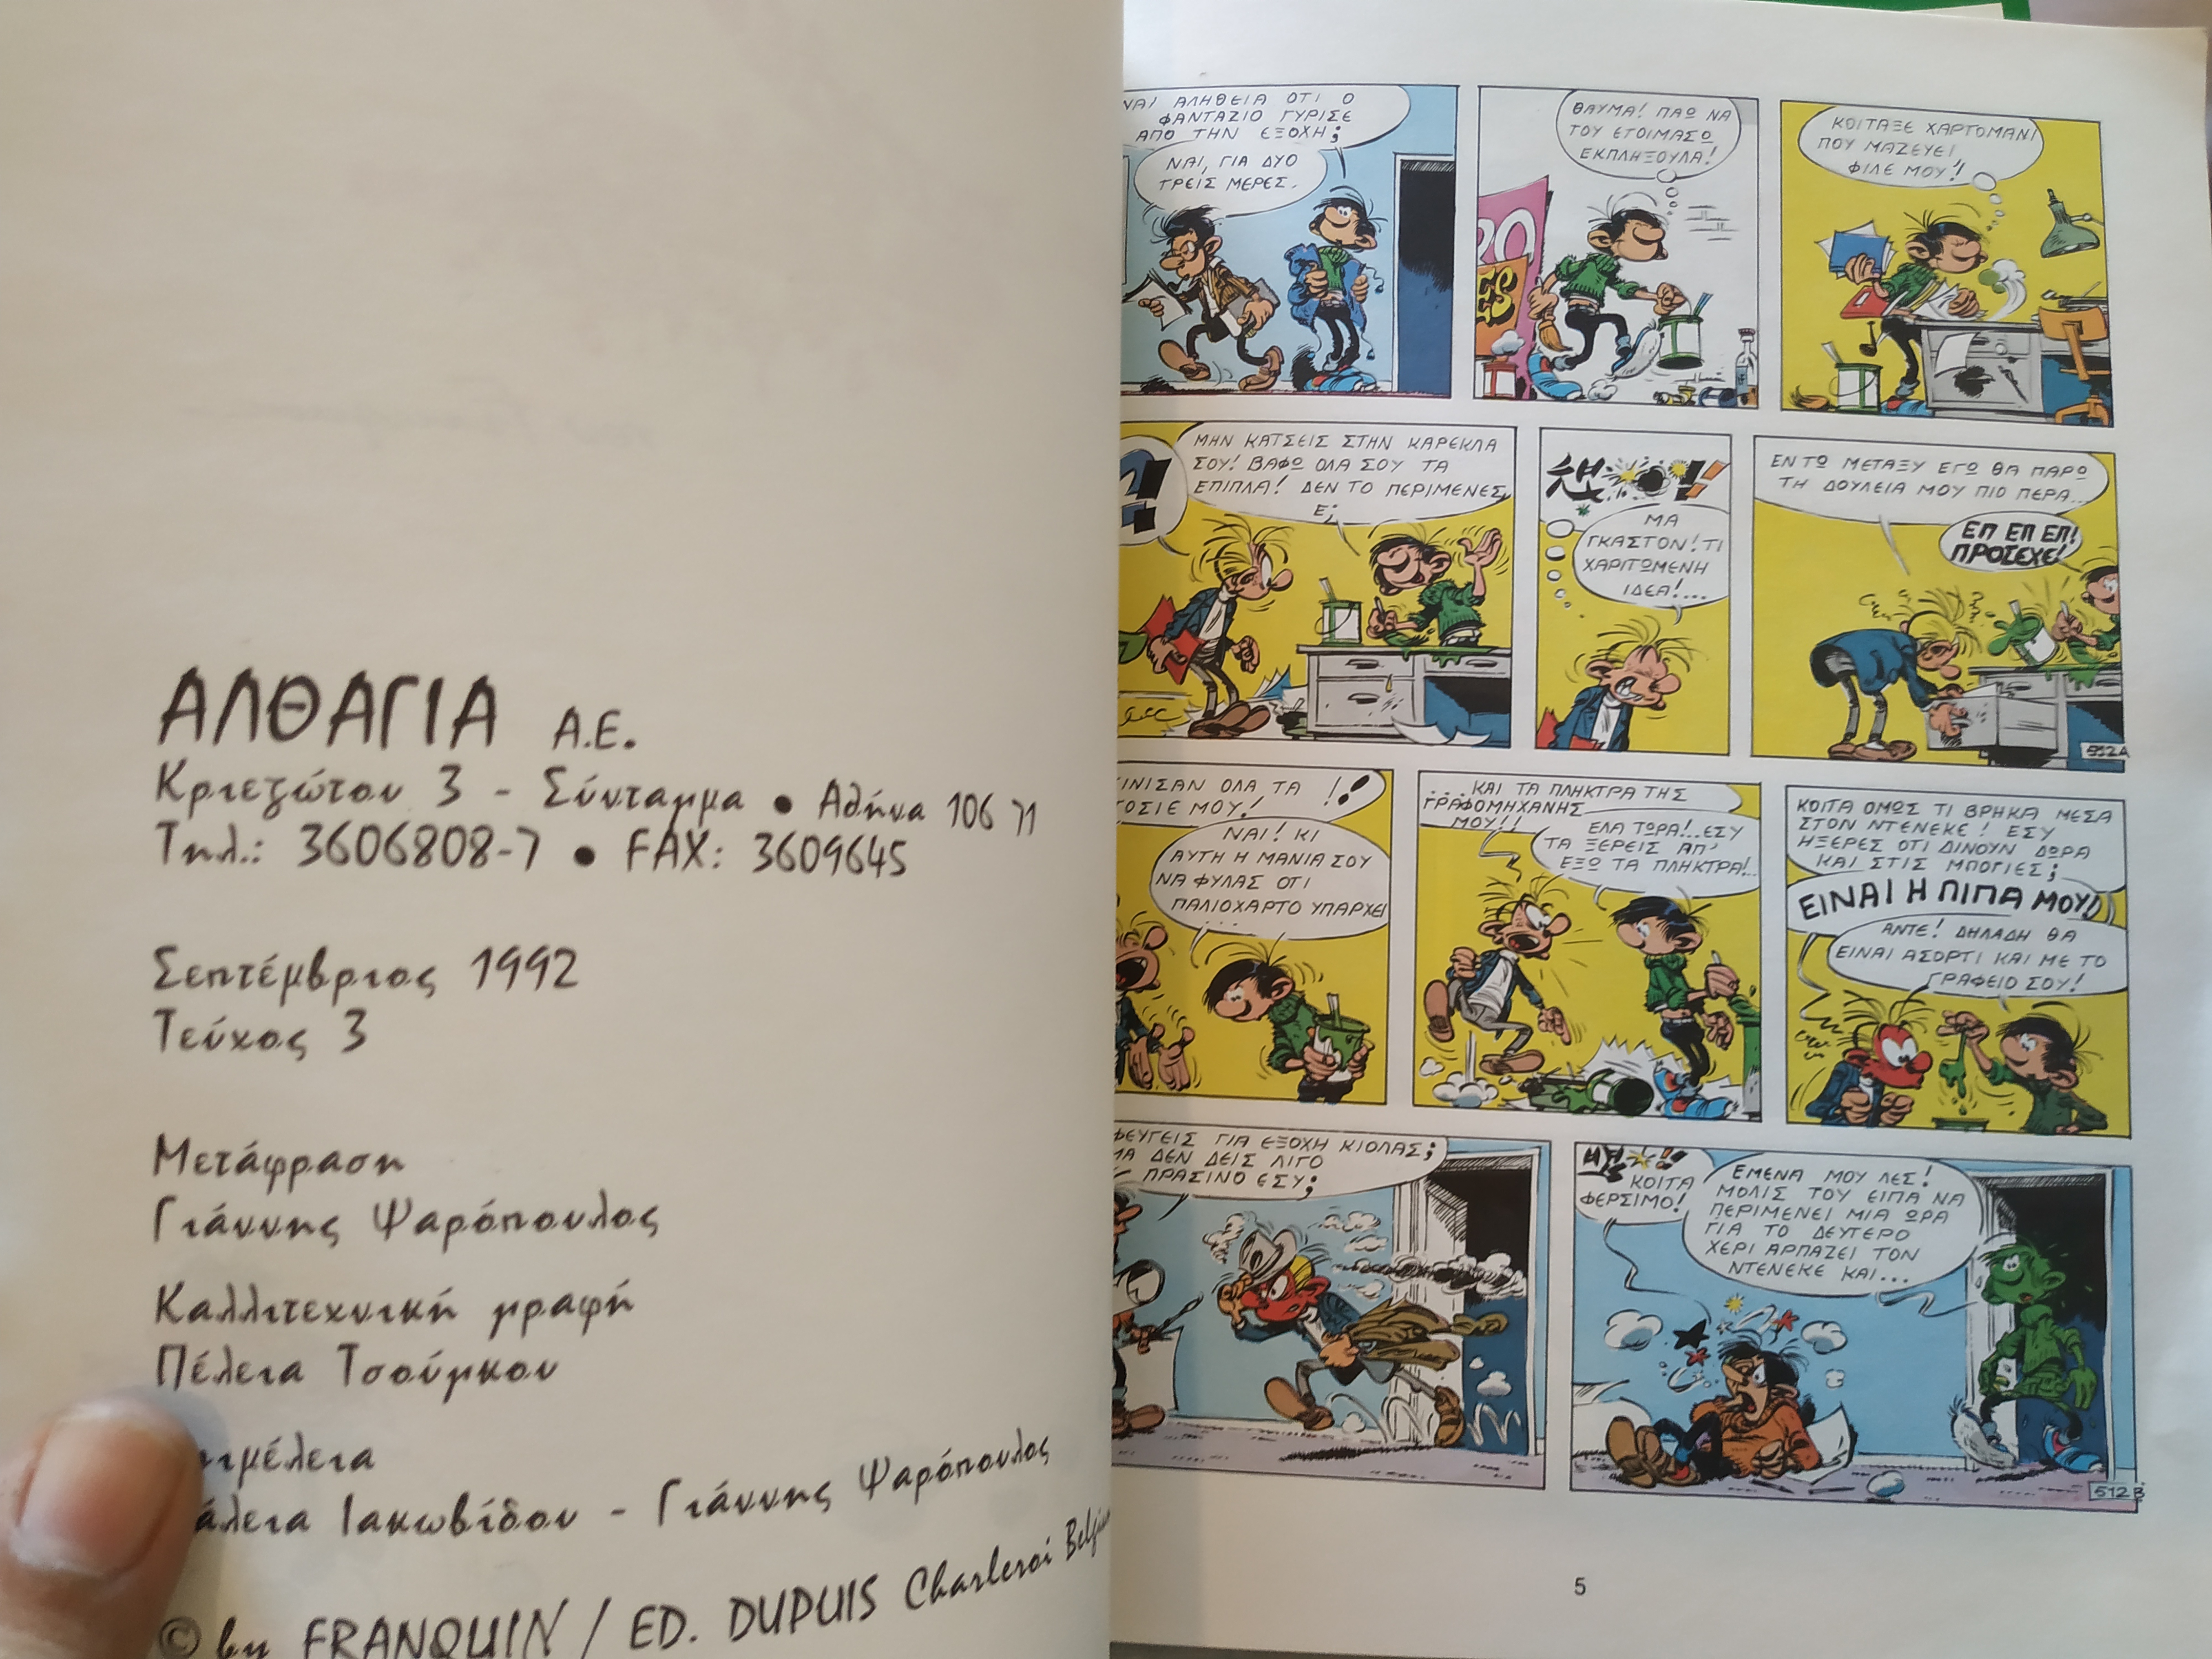 ΑΛΘΑΓΙΑ Α.Ε.
Κριεζώτου 3 - Σύνταγμα • Αθήνα 106 71
Τηλ.: 3606808-7 • FAX: 3609645
Σεπτέμβριος 1992
Τεύχος 3
Μετάφραση
Γιάννης Ψαρόπουλος
Καλλιτεχνική γραφή
Πέλεια Τσούγκου
Ιακωβίδου - Γιάννης Ψαρόπουλος
© by FRANQUIN / ED. DUPUIS Charleroi
ΑΛΗΘΕΙΑ ΟΤΙ Ο
ΦΑΝΤΑΖΙΟ ΓΥΡΙΣΕ
ΑΠΟ ΤΗΝ ΕΞΟΧΗ;
ΝΑΙ, ΓΙΑ ΔΥΟ
ΤΡΕΙΣ ΜΕΡΕΣ.
ΘΑΥΜΑ! ΠΑΩ ΝΑ
ΤΟΥ ΕΤΟΙΜΑΣΩ
ΕΚΠΛΗΞΟΥΛΑ!
ΚΟΙΤΑΞΕ ΧΑΡΤΟΜΑΝΙ
ΠΟΥ ΜΑΖΕΥΕΙ
ΦΙΛΕ ΜΟΥ!
ΜΗΝ ΚΑΤΣΕΙΣ ΣΤΗΝ ΚΑΡΕΚΛΑ
ΣΟΥ! ΒΑΦΩ ΟΛΑ ΣΟΥ ΤΑ
ΕΠΙΠΛΑ! ΔΕΝ ΤΟ ΠΕΡΙΜΕΝΕΣ,
Ε;
ΜΑ
ΓΚΑΣΤΟΝ! ΤΙ
ΧΑΡΙΤΩΜΕΝΗ
ΙΔΕΑ!...
ΕΝ ΤΩ ΜΕΤΑΞΥ ΕΓΩ ΘΑ ΠΑΡΩ
ΤΗ ΔΟΥΛΕΙΑ ΜΟΥ ΠΙΟ ΠΕΡΑ...
ΕΠ ΕΠ ΕΠ!
ΠΡΟΣΕΧΕ!
512A
ΟΛΑ ΤΑ
ΜΟΥ!
ΝΑΙ! ΚΙ
ΑΥΤΗ Η ΜΑΝΙΑ ΣΟΥ
ΝΑ ΦΥΛΑΣ ΟΤΙ
ΠΑΛΙΟΧΑΡΤΟ ΥΠΑΡΧΕΙ
...
...ΚΑΙ ΤΑ ΠΛΗΚΤΡΑ ΤΗΣ
ΓΡΑΦΟΜΗΧΑΝΗΣ
ΜΟΥ!!
ΕΛΑ ΤΩΡΑ!..ΕΣΥ
ΤΑ ΞΕΡΕΙΣ ΑΠ'
ΕΞΩ ΤΑ ΠΛΗΚΤΡΑ!..
ΚΟΙΤΑ ΟΜΩΣ ΤΙ ΒΡΗΚΑ ΜΕΣΑ
ΣΤΟΝ ΝΤΕΝΕΚΕ! ΕΣΥ
ΗΞΕΡΕΣ ΟΤΙ ΔΙΝΟΥΝ ΔΩΡΑ
ΚΑΙ ΣΤΙΣ ΜΠΟΓΙΕΣ;
ΕΙΝΑΙ Η ΠΙΠΑ ΜΟΥ!
ΑΝΤΕ! ΔΗΛΑΔΗ ΘΑ
ΕΙΝΑΙ ΑΣΟΡΤΙ ΚΑΙ ΜΕ ΤΟ
ΓΡΑΦΕΙΟ ΣΟΥ!
ΦΕΥΓΕΙΣ ΓΙΑ ΕΞΟΧΗ ΚΙΟΛΑΣ;
ΔΕΝ ΔΕΙΣ ΛΙΓΟ
ΠΡΑΣΙΝΟ ΕΣΥ;
ΚΟΙΤΑ
ΦΕΡΣΙΜΟ!
ΕΜΕΝΑ ΜΟΥ ΛΕΣ!
ΜΟΛΙΣ ΤΟΥ ΕΙΠΑ ΝΑ
ΠΕΡΙΜΕΝΕΙ ΜΙΑ ΩΡΑ
ΓΙΑ ΤΟ ΔΕΥΤΕΡΟ
ΧΕΡΙ ΑΡΠΑΖΕΙ ΤΟΝ
ΝΤΕΝΕΚΕ ΚΑΙ...
512B
5